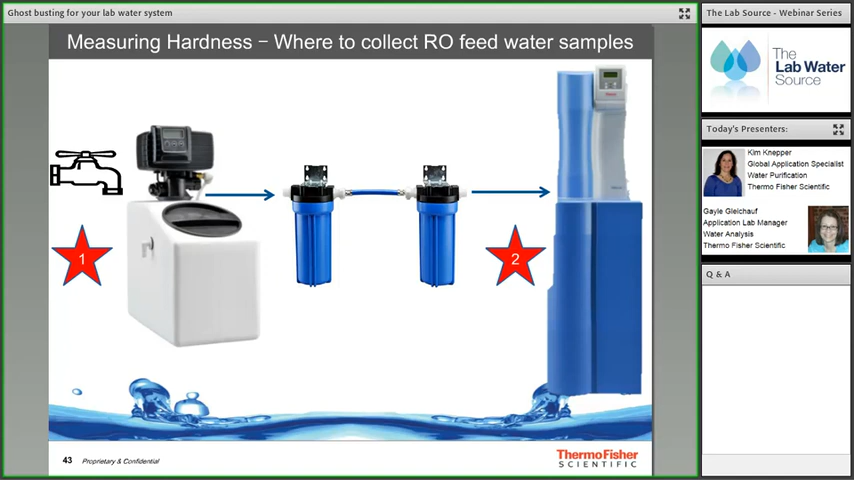 Ghost busting for your lab water system
Measuring Hardness – Where to collect RO feed water samples
1
2
43
Proprietary & Confidential
ThermoFisher
SCIENTIFIC
The Lab Source - Webinar Series
The
Lab Water
Source
Today's Presenters:
Kim Knepper
Global Application Specialist
Water Purification
Thermo Fisher Scientific
Gayle Gleichauf
Application Lab Manager
Water Analysis
Thermo Fisher Scientific
Q & A